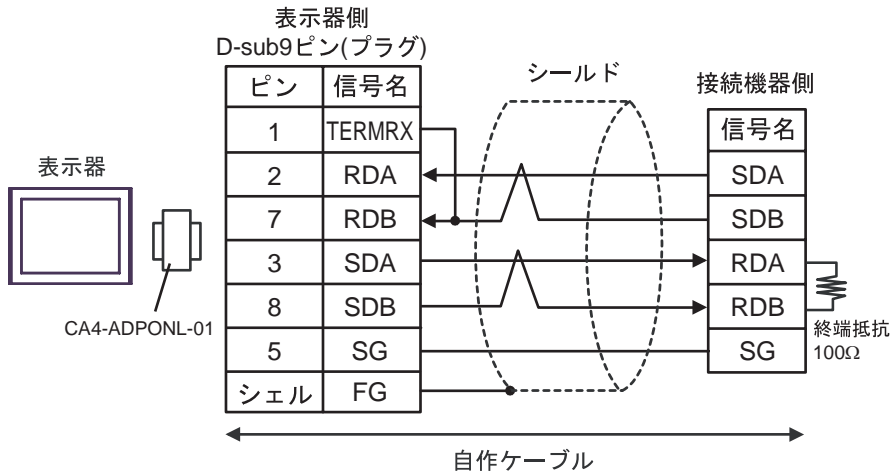 表示器側
D-sub9ピン(プラグ)
シールド
接続機器側
ピン 信号名
信号名
1 TERMRX
表示器
2 RDA
SDA
7 RDB
SDB
3 SDA
RDA
8 SDB
RDB
CA4-ADPONL-01
終端抵抗
100Ω
5 SG
SG
シェル FG
自作ケーブル